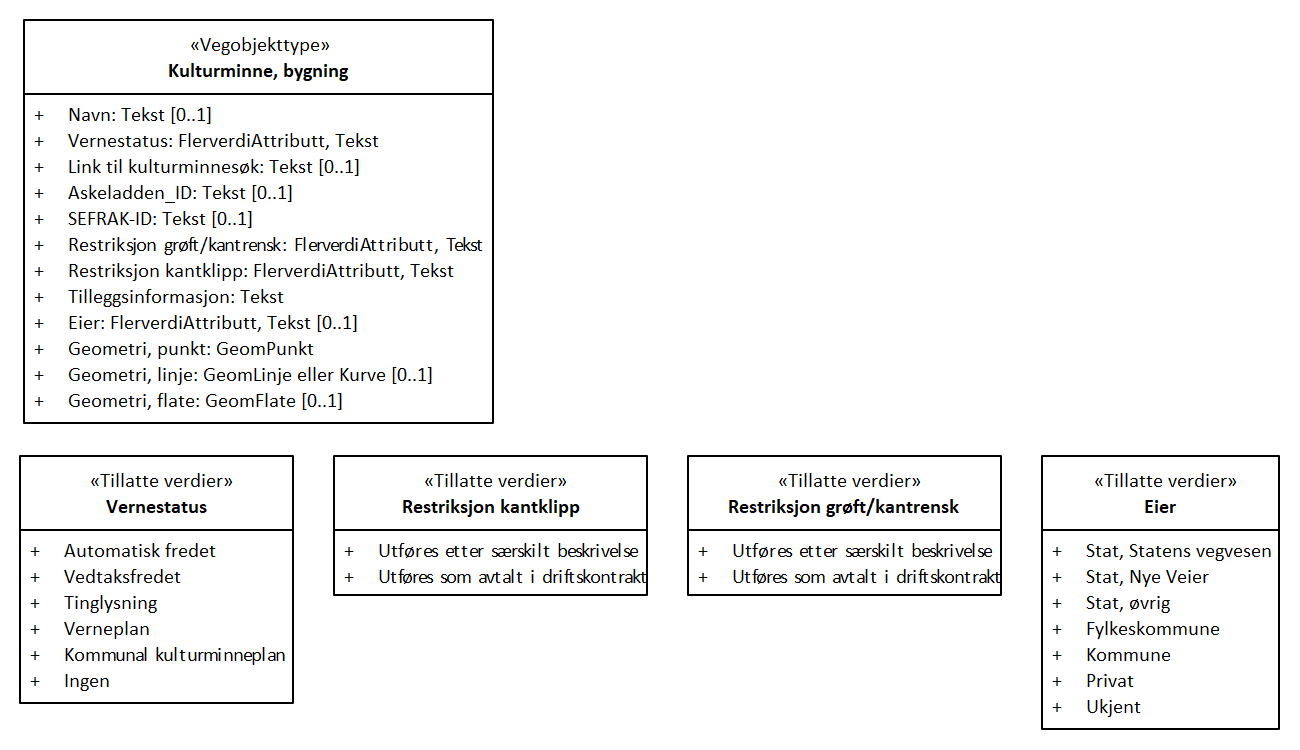 «Vegobjekttype»
Kulturminne, bygning
+ Navn: Tekst [0..1]
+ Vernestatus: FlerverdiAttributt, Tekst
+ Link til kulturminnesøk: Tekst [0..1]
+ Askeladden_ID: Tekst [0..1]
+ SEFRAK-ID: Tekst [0..1]
+ Restriksjon grøft/kantrensk: FlerverdiAttributt, Tekst
+ Restriksjon kantklipp: FlerverdiAttributt, Tekst
+ Tilleggsinformasjon: Tekst
+ Eier: FlerverdiAttributt, Tekst [0..1]
+ Geometri, punkt: GeomPunkt
+ Geometri, linje: GeomLinje eller Kurve [0..1]
+ Geometri, flate: GeomFlate [0..1]
«Tillatte verdier»
Vernestatus
+ Automatisk fredet
+ Vedtaksfredet
+ Tinglysning
+ Verneplan
+ Kommunal kulturminneplan
+ Ingen
«Tillatte verdier»
Restriksjon kantklipp
+ Utføres etter særskilt beskrivelse
+ Utføres som avtalt i driftskontrakt
«Tillatte verdier»
Restriksjon grøft/kantrensk
+ Utføres etter særskilt beskrivelse
+ Utføres som avtalt i driftskontrakt
«Tillatte verdier»
Eier
+ Stat, Statens vegvesen
+ Stat, Nye Veier
+ Stat, øvrig
+ Fylkeskommune
+ Kommune
+ Privat
+ Ukjent